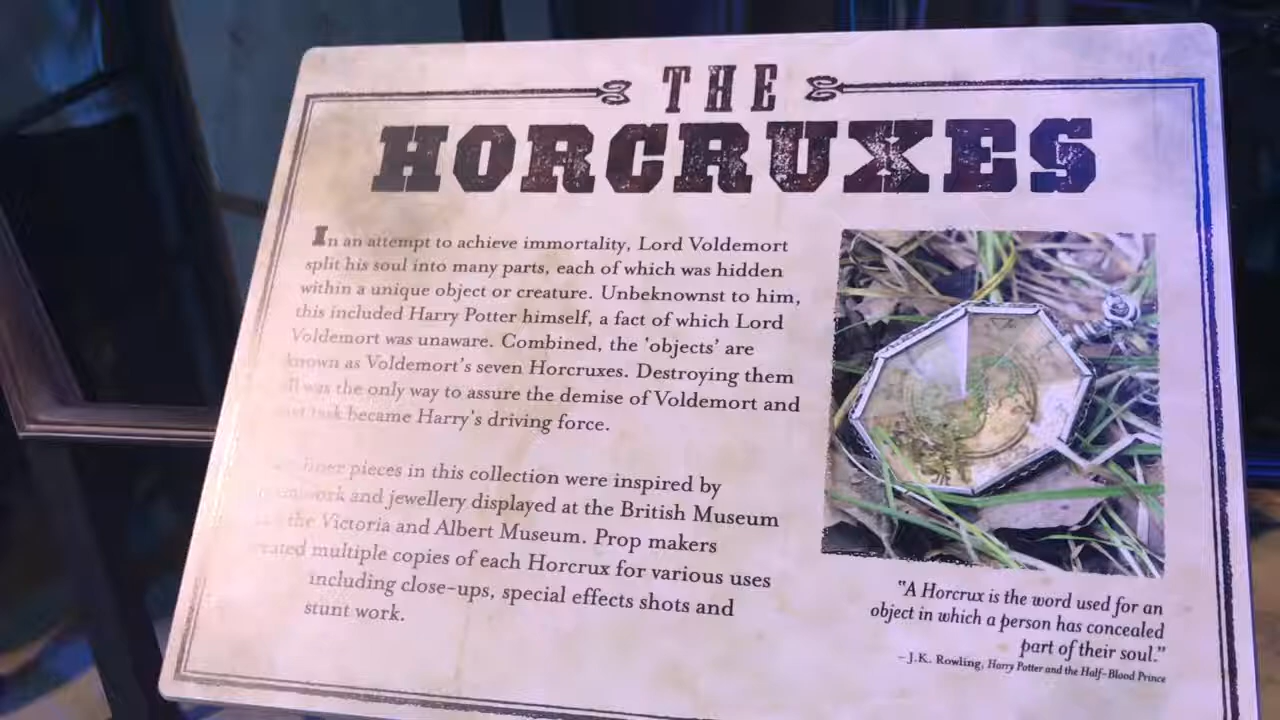 THE
HORCRUXES
In an attempt to achieve immortality, Lord Voldemort
split his soul into many parts, each of which was hidden
within a unique object or creature. Unbeknownst to him,
this included Harry Potter himself, a fact of which Lord
Voldemort was unaware. Combined, the 'objects' are
known as Voldemort's seven Horcruxes. Destroying them
all was the only way to assure the demise of Voldemort and
task became Harry's driving force.
finer pieces in this collection were inspired by
and jewellery displayed at the British Museum
the Victoria and Albert Museum. Prop makers
created multiple copies of each Horcrux for various uses
including close-ups, special effects shots and
stunt work.
"A Horcrux is the word used for an
object in which a person has concealed
part of their soul."
– J.K. Rowling, Harry Potter and the Half-Blood Prince